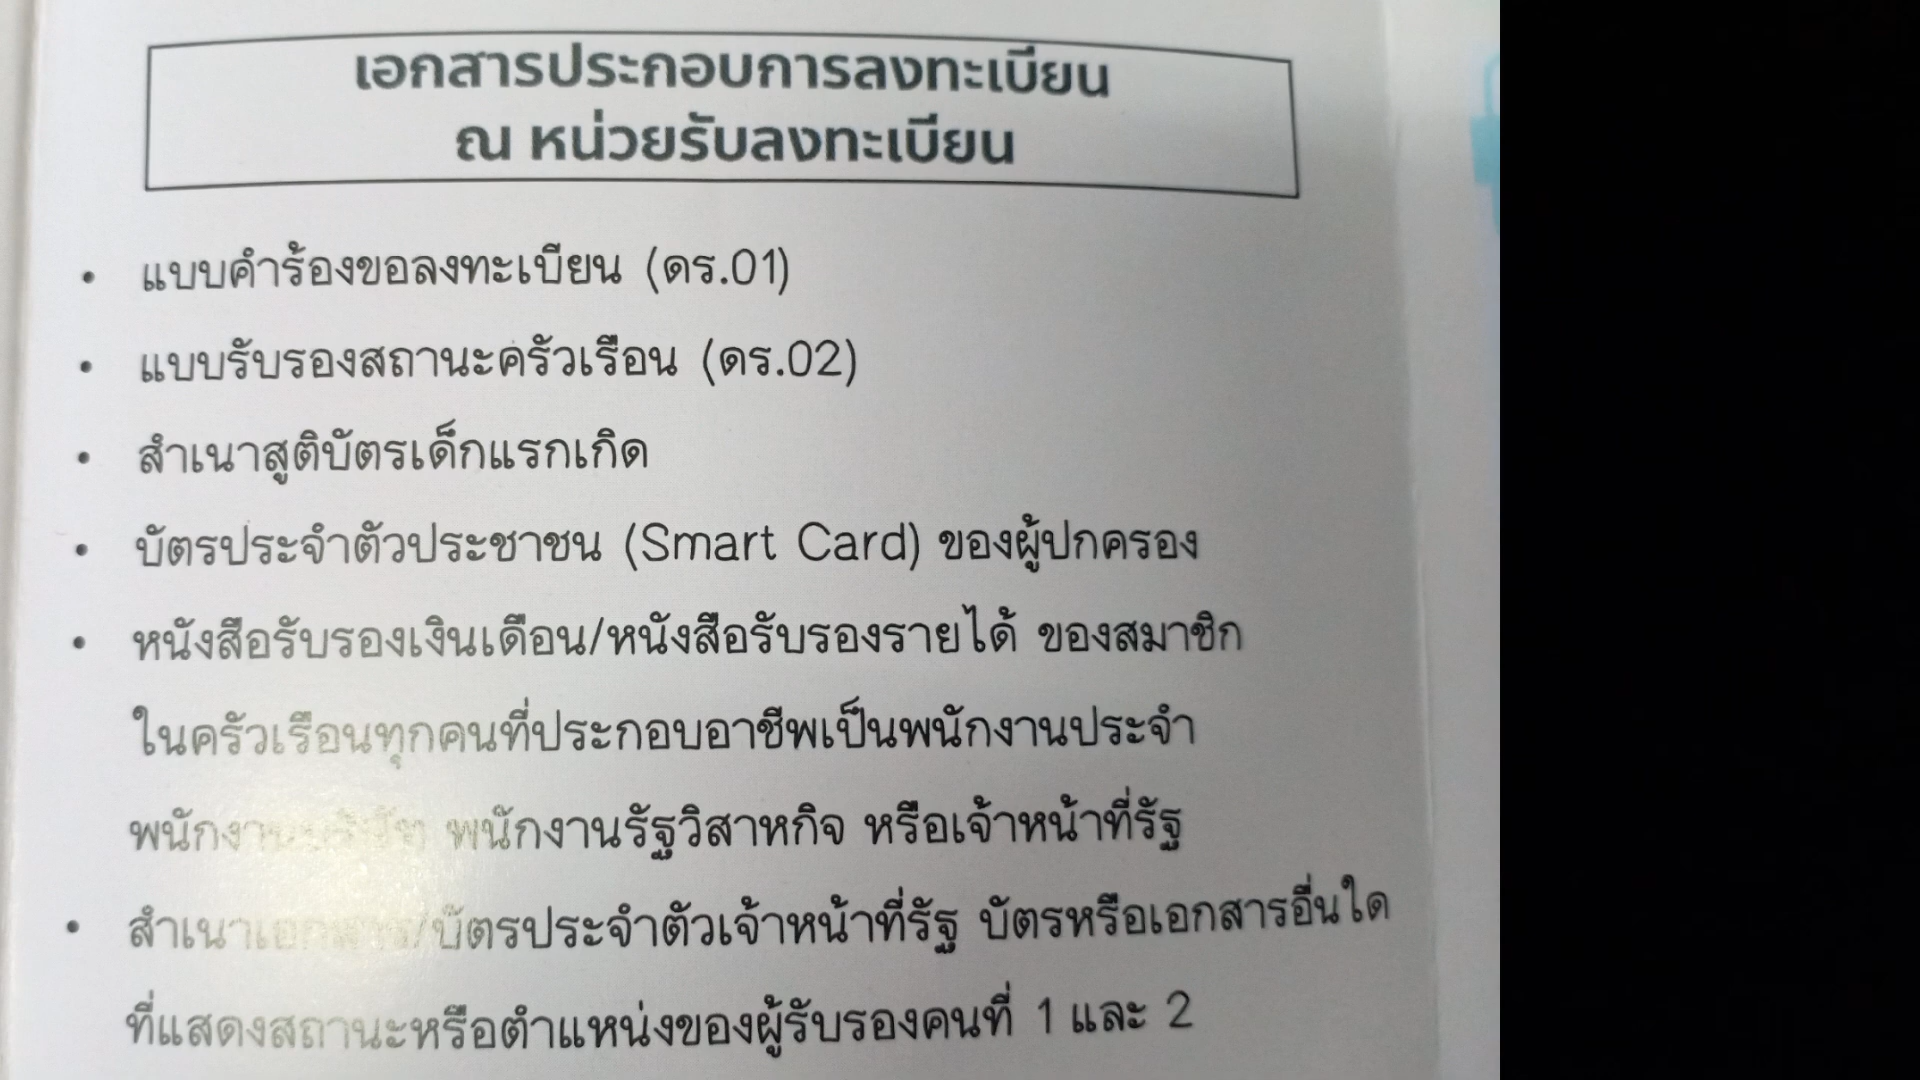 เอกสารประกอบการลงทะเบียน
ณ หน่วยรับลงทะเบียน
• แบบคำร้องขอลงทะเบียน (ดร.01)
• แบบรับรองสถานะครัวเรือน (ดร.02)
• สำเนาสูติบัตรเด็กแรกเกิด
• บัตรประจำตัวประชาชน (Smart Card) ของผู้ปกครอง
• หนังสือรับรองเงินเดือน/หนังสือรับรองรายได้ ของสมาชิก
ในครัวเรือนทุกคนที่ประกอบอาชีพเป็นพนักงานประจำ
พนักงานรัฐวิสาหกิจ หรือเจ้าหน้าที่รัฐ
• สำเนาเอกสาร/บัตรประจำตัวเจ้าหน้าที่รัฐ บัตรหรือเอกสารอื่นใด
ที่แสดงสถานะหรือตำแหน่งของผู้รับรองคนที่ 1 และ 2